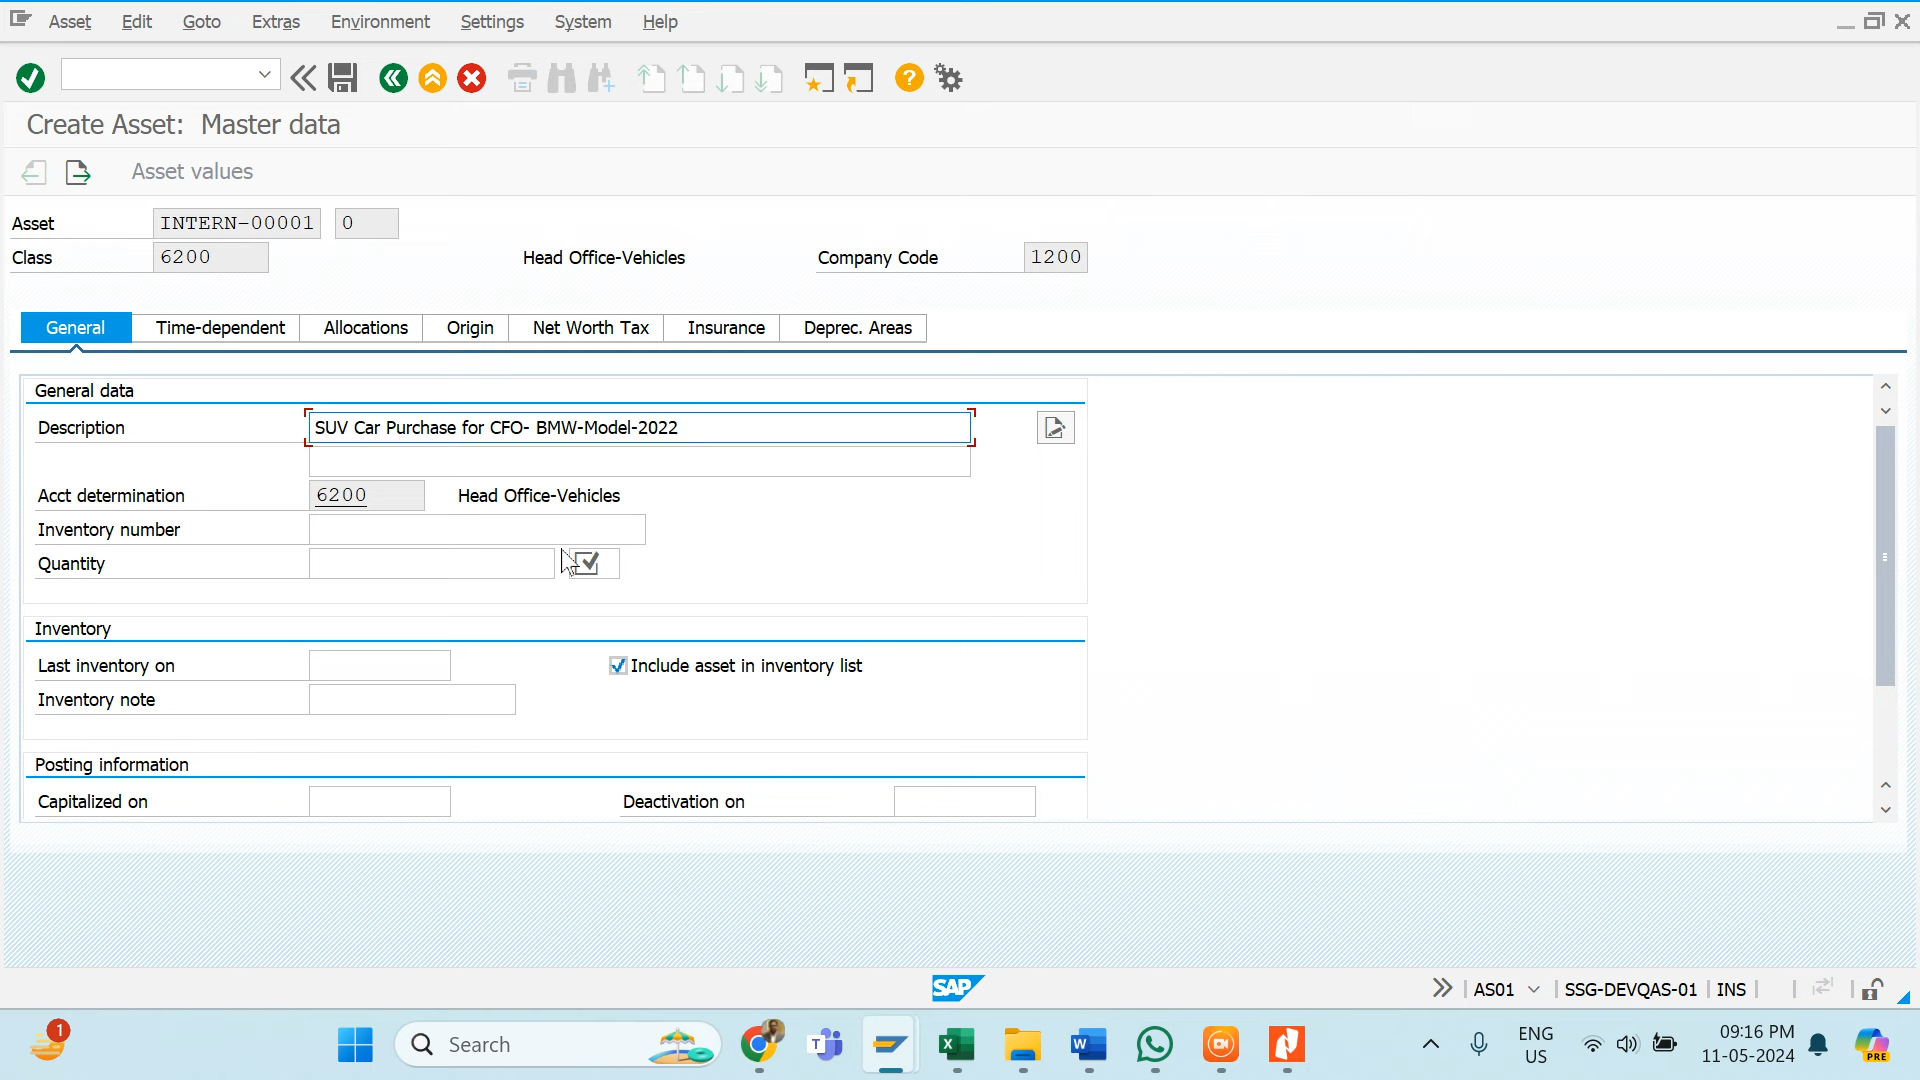 Asset Edit Goto Extras Environment Settings System Help
Create Asset: Master data
Asset values
Asset INTERN-00001 0
Class 6200 Head Office-Vehicles Company Code 1200
General Time-dependent Allocations Origin Net Worth Tax Insurance Deprec. Areas
General data
Description SUV Car Purchase for CFO- BMW-Model-2022
Acct determination 6200 Head Office-Vehicles
Inventory number
Quantity
Inventory
Last inventory on Include asset in inventory list
Inventory note
Posting information
Capitalized on Deactivation on
SAP AS01 SSG-DEVQAS-01 INS
1 Search ENG 09:16 PM
US 11-05-2024 PRE